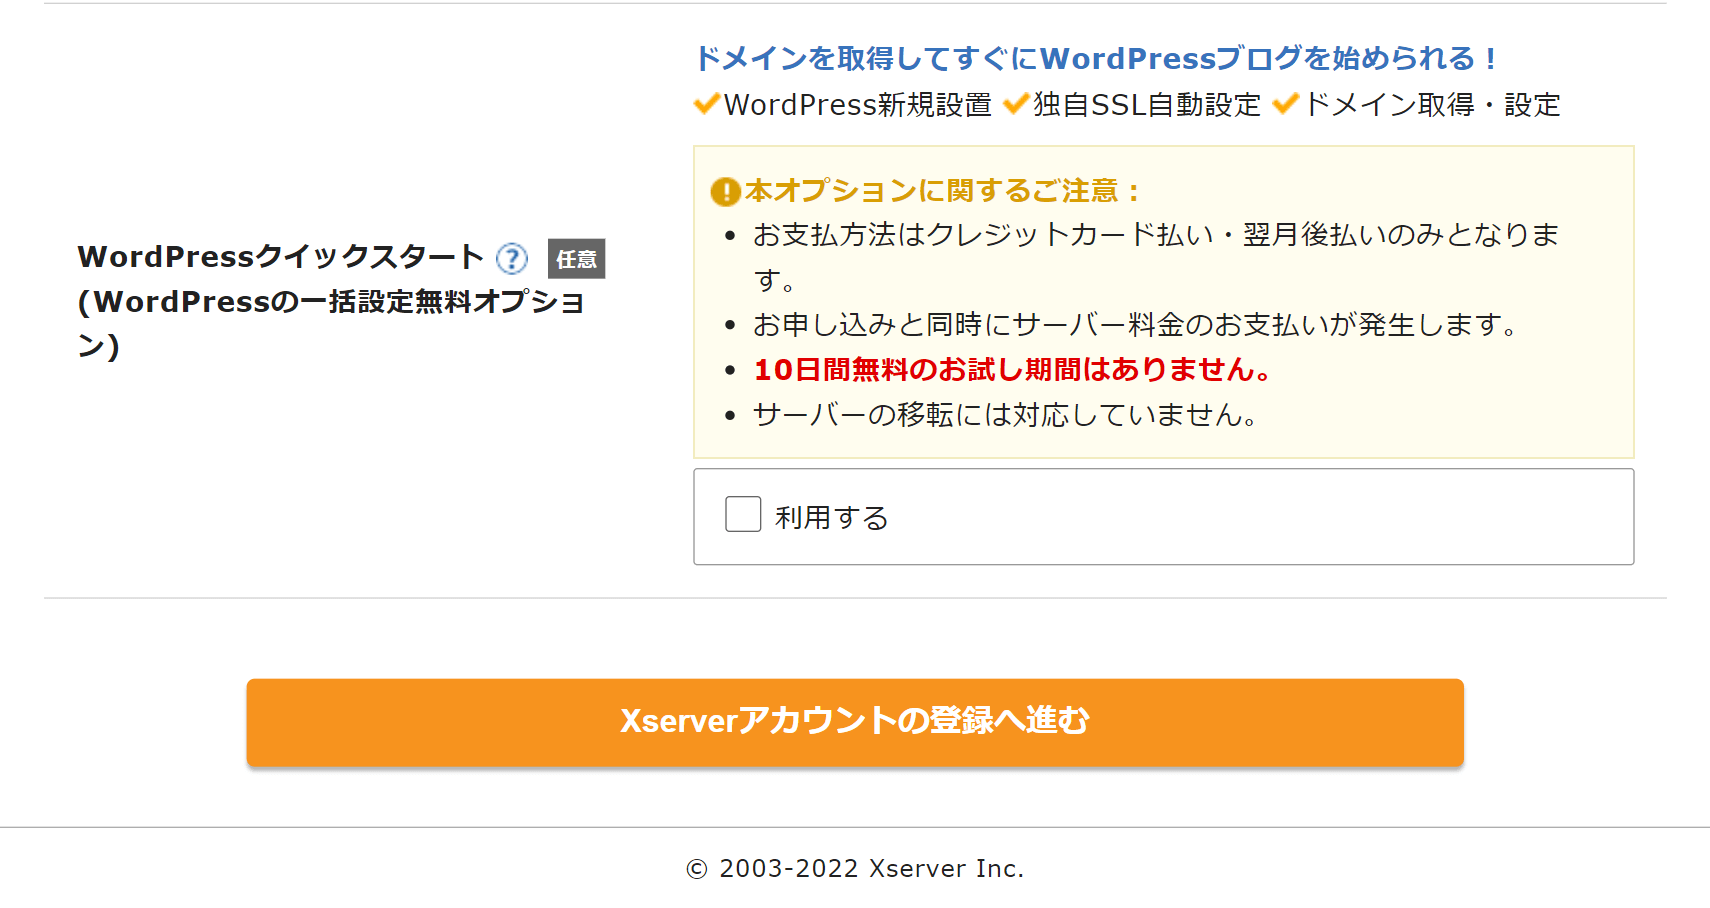 ドメインを取得してすぐにWordPressブログを始められる！
WordPress新規設置 独自SSL自動設定 ドメイン取得・設定
WordPressクイックスタート ? 任意
(WordPressの一括設定無料オプショ
ン)
!本オプションに関するご注意：
• お支払方法はクレジットカード払い・翌月後払いのみとなりま
す。
• お申し込みと同時にサーバー料金のお支払いが発生します。
• 10日間無料のお試し期間はありません。
• サーバーの移転には対応していません。
利用する
Xserverアカウントの登録へ進む
© 2003-2022 Xserver Inc.